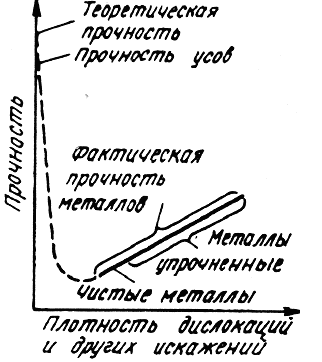 Теоретическая
прочность
Прочность усов
Прочность
Фактическая
прочность
металлов
Металлы
упрочненные
Чистые металлы
Плотность дислокаций
и других искажений